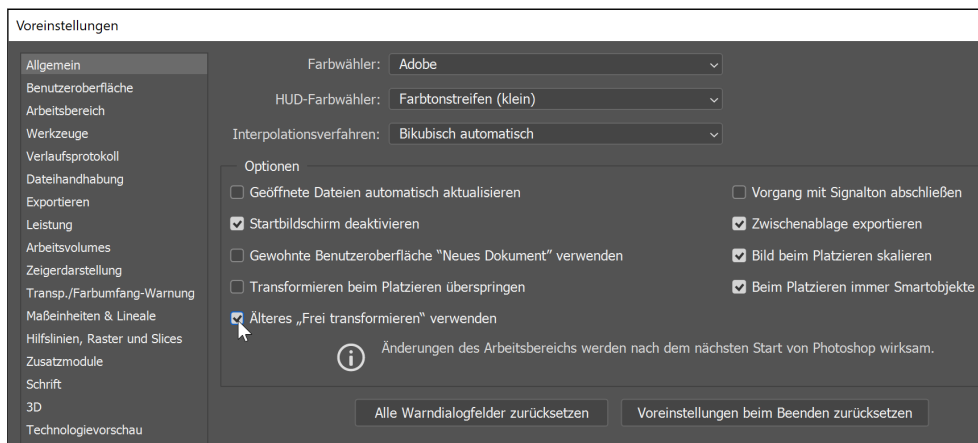 Voreinstellungen
Allgemein
Benutzeroberfläche
Arbeitsbereich
Werkzeuge
Verlaufsprotokoll
Dateihandhabung
Exportieren
Leistung
Arbeitsvolumes
Zeigerdarstellung
Transp./Farbumfang-Warnung
Maßeinheiten & Lineale
Hilfslinien, Raster und Slices
Zusatzmodule
Schrift
3D
Technologievorschau
Farbwähler: Adobe
HUD-Farbwähler: Farbtonstreifen (klein)
Interpolationsverfahren: Bikubisch automatisch
Optionen
Geöffnete Dateien automatisch aktualisieren
Startbildschirm deaktivieren
Gewohnte Benutzeroberfläche “Neues Dokument” verwenden
Transformieren beim Platzieren überspringen
Älteres „Frei transformieren“ verwenden
Vorgang mit Signalton abschließen
Zwischenablage exportieren
Bild beim Platzieren skalieren
Beim Platzieren immer Smartobjekte
Änderungen des Arbeitsbereichs werden nach dem nächsten Start von Photoshop wirksam.
Alle Warndialogfelder zurücksetzen
Voreinstellungen beim Beenden zurücksetzen